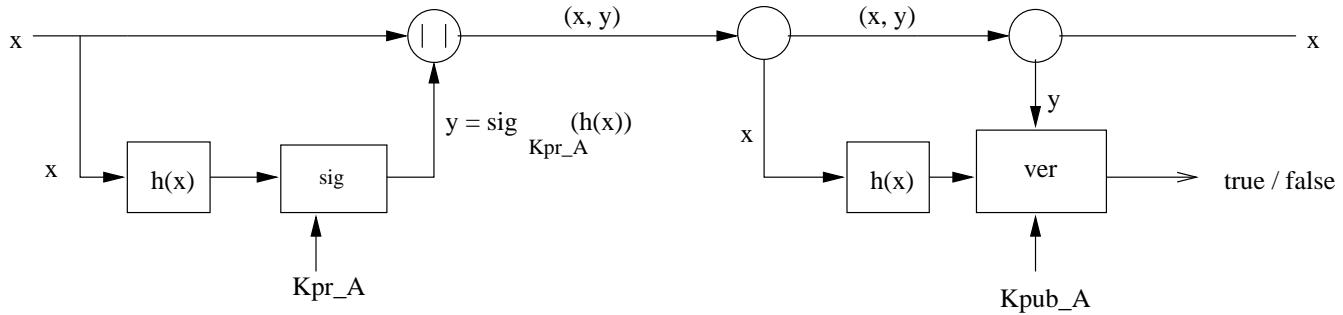 x
| |
(x, y)
(x, y)
x
y = sig
Kpr_A
(h(x))
y
x
x
h(x)
sig
h(x)
ver
true / false
Kpr_A
Kpub_A